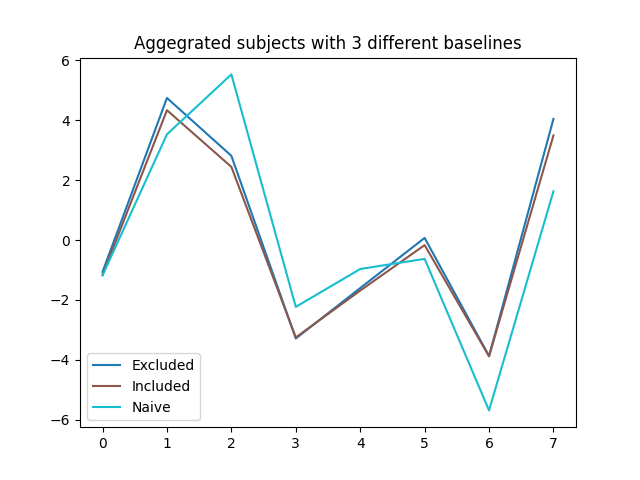 Aggegrated subjects with 3 different baselines
6
4
2
0
−2
−4
−6
Excluded
Included
Naive
0 1 2 3 4 5 6 7